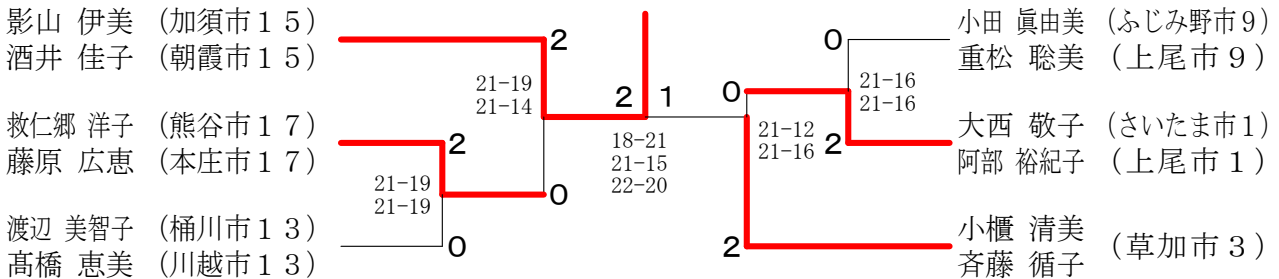 影山 伊美 (加須市１５)
酒井 佳子 (朝霞市１５)
救仁郷 洋子 (熊谷市１７)
藤原 広恵 (本庄市１７)
渡辺 美智子 (桶川市１３)
髙橋 恵美 (川越市１３)
2
21-19
21-14
2
21-19
21-19
0
0
2
1
18-21
21-15
22-20
0
21-12
21-16
2
0
21-16
21-16
2
小田 眞由美 (ふじみ野市9)
重松 聡美 (上尾市９)
大西 敬子 (さいたま市1)
阿部 裕紀子 (上尾市１)
小櫃 清美
斉藤 循子
(草加市３)